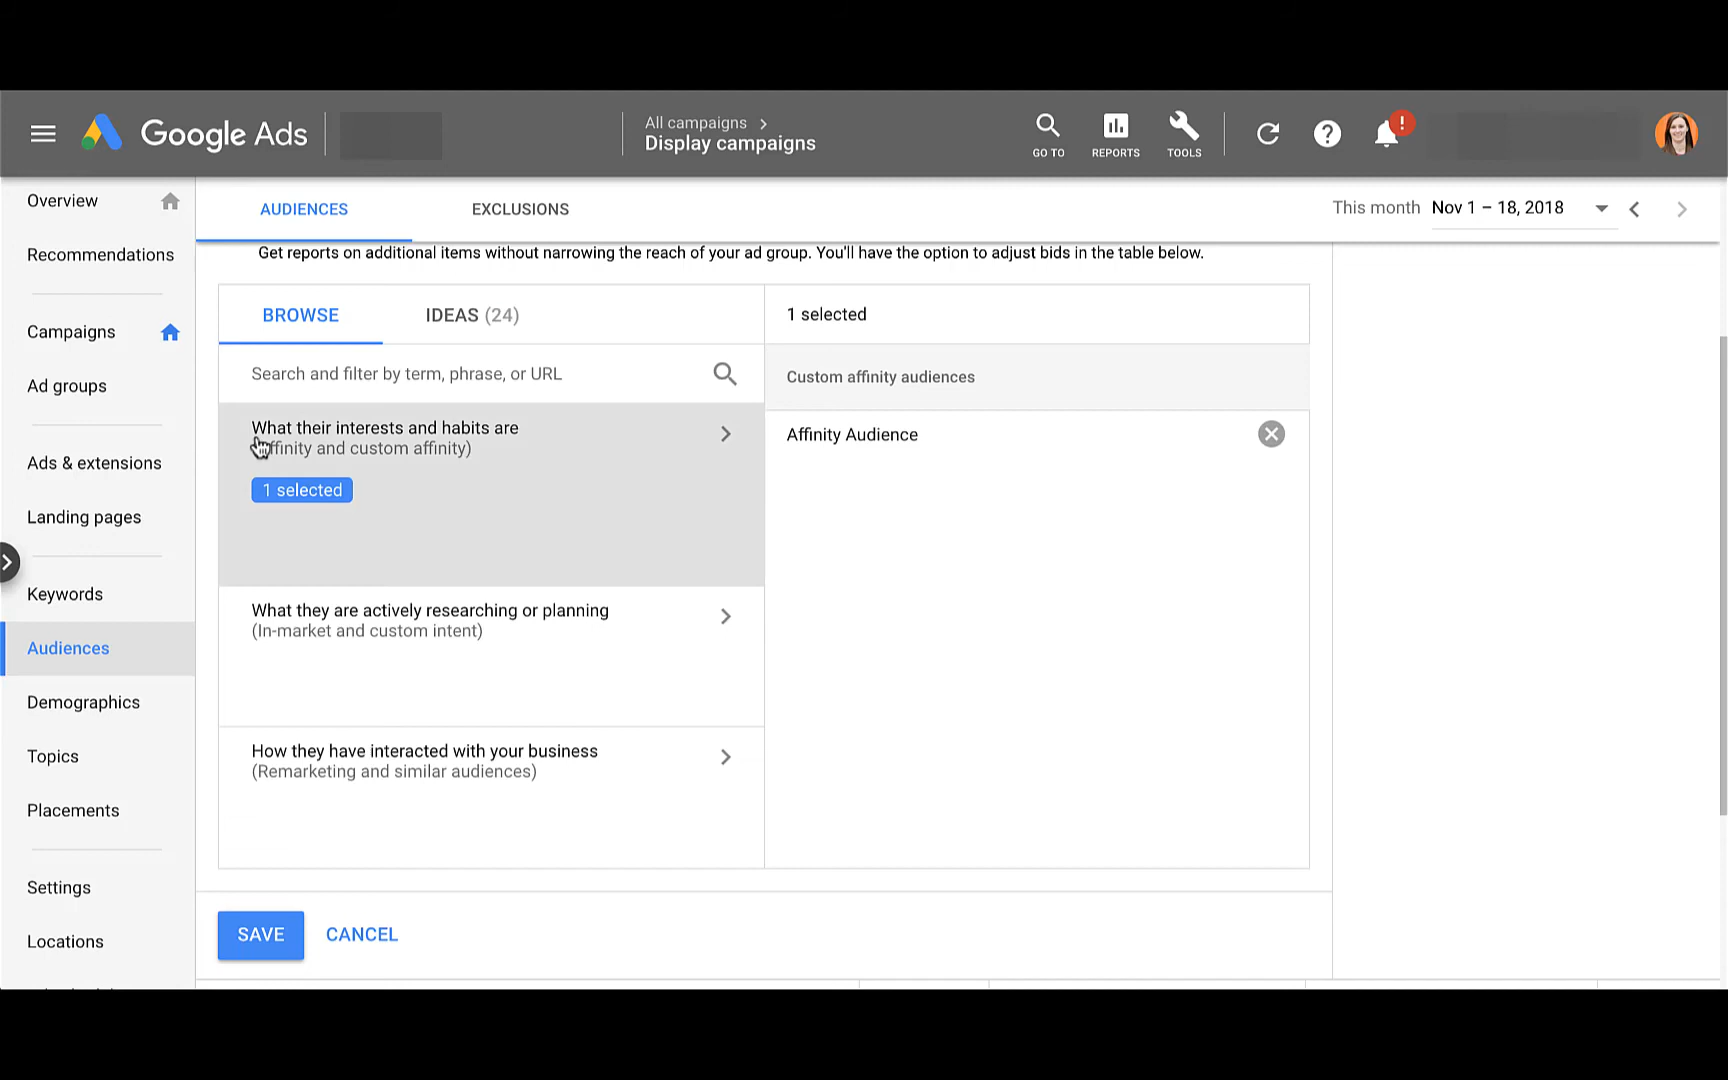 Google Ads
All campaigns
Display campaigns
GO TO
REPORTS
TOOLS
!
Overview
Recommendations
Campaigns
Ad groups
Ads & extensions
Landing pages
Keywords
Audiences
Demographics
Topics
Placements
Settings
Locations
AUDIENCES
EXCLUSIONS
This month Nov 1 – 18, 2018
Get reports on additional items without narrowing the reach of your ad group. You'll have the option to adjust bids in the table below.
BROWSE
IDEAS (24)
Search and filter by term, phrase, or URL
What their interests and habits are
ffinity and custom affinity)
1 selected
What they are actively researching or planning
(In-market and custom intent)
How they have interacted with your business
(Remarketing and similar audiences)
1 selected
Custom affinity audiences
Affinity Audience
SAVE
CANCEL